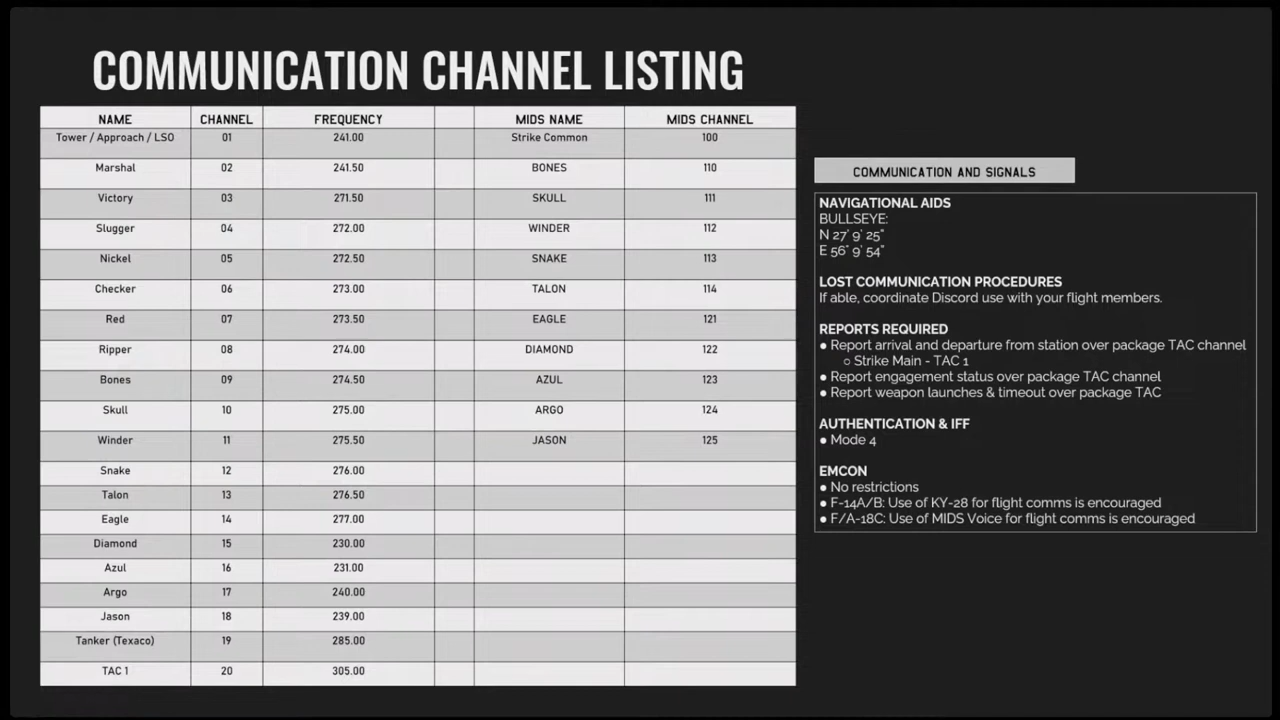 COMMUNICATION CHANNEL LISTING
NAME CHANNEL FREQUENCY MIDS NAME MIDS CHANNEL
Tower / Approach / LSO 01 241.00 Strike Common 100
Marshal 02 241.50 BONES 110
Victory 03 271.50 SKULL 111
Slugger 04 272.00 WINDER 112
Nickel 05 272.50 SNAKE 113
Checker 06 273.00 TALON 114
Red 07 273.50 EAGLE 121
Ripper 08 274.00 DIAMOND 122
Bones 09 274.50 AZUL 123
Skull 10 275.00 ARGO 124
Winder 11 275.50 JASON 125
Snake 12 276.00
Talon 13 276.50
Eagle 14 277.00
Diamond 15 230.00
Azul 16 231.00
Argo 17 240.00
Jason 18 239.00
Tanker (Texaco) 19 285.00
TAC 1 20 305.00
COMMUNICATION AND SIGNALS
NAVIGATIONAL AIDS
BULLSEYE:
N 27° 9' 25"
E 56° 9' 54"
LOST COMMUNICATION PROCEDURES
If able, coordinate Discord use with your flight members.
REPORTS REQUIRED
● Report arrival and departure from station over package TAC channel
○ Strike Main - TAC 1
● Report engagement status over package TAC channel
● Report weapon launches & timeout over package TAC
AUTHENTICATION & IFF
● Mode 4
EMCON
● No restrictions
● F-14A/B: Use of KY-28 for flight comms is encouraged
● F/A-18C: Use of MIDS Voice for flight comms is encouraged